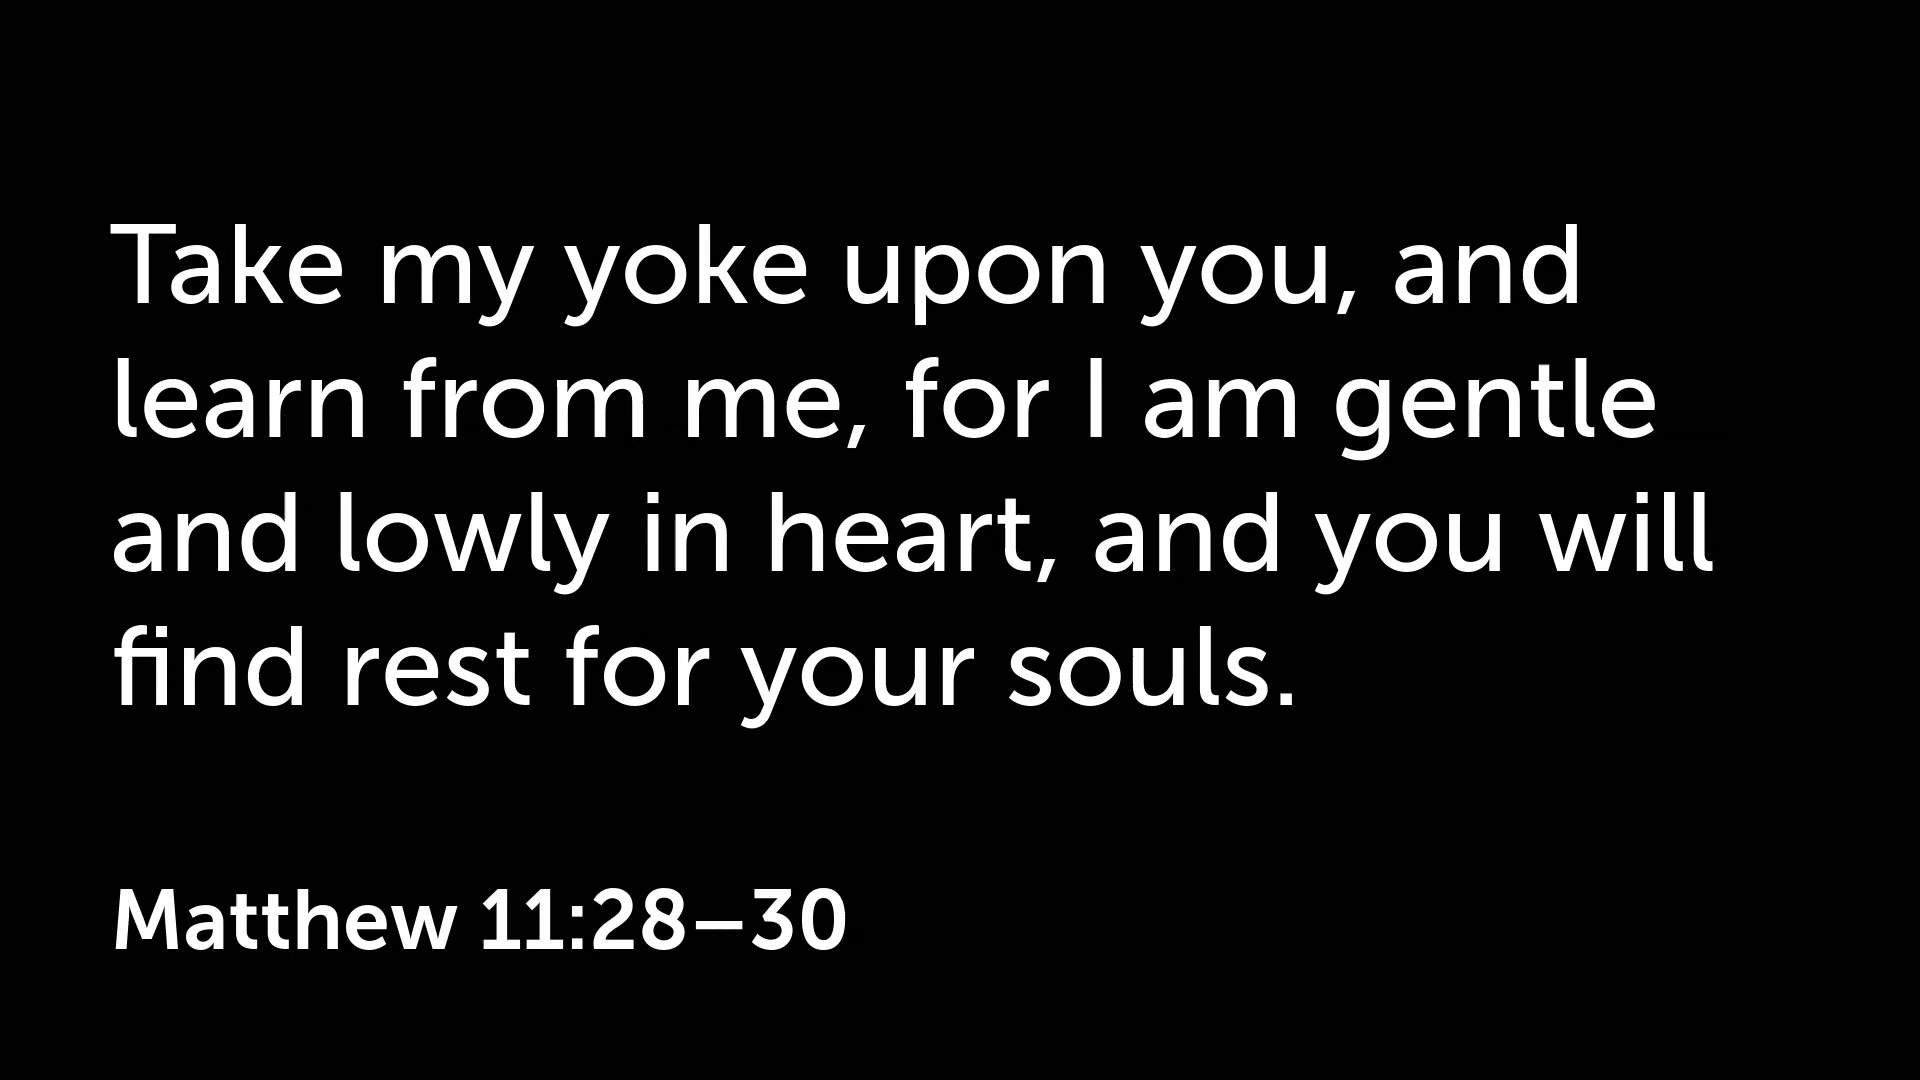 Take my yoke upon you, and
learn from me, for I am gentle
and lowly in heart, and you will
find rest for your souls.
Matthew 11:28–30